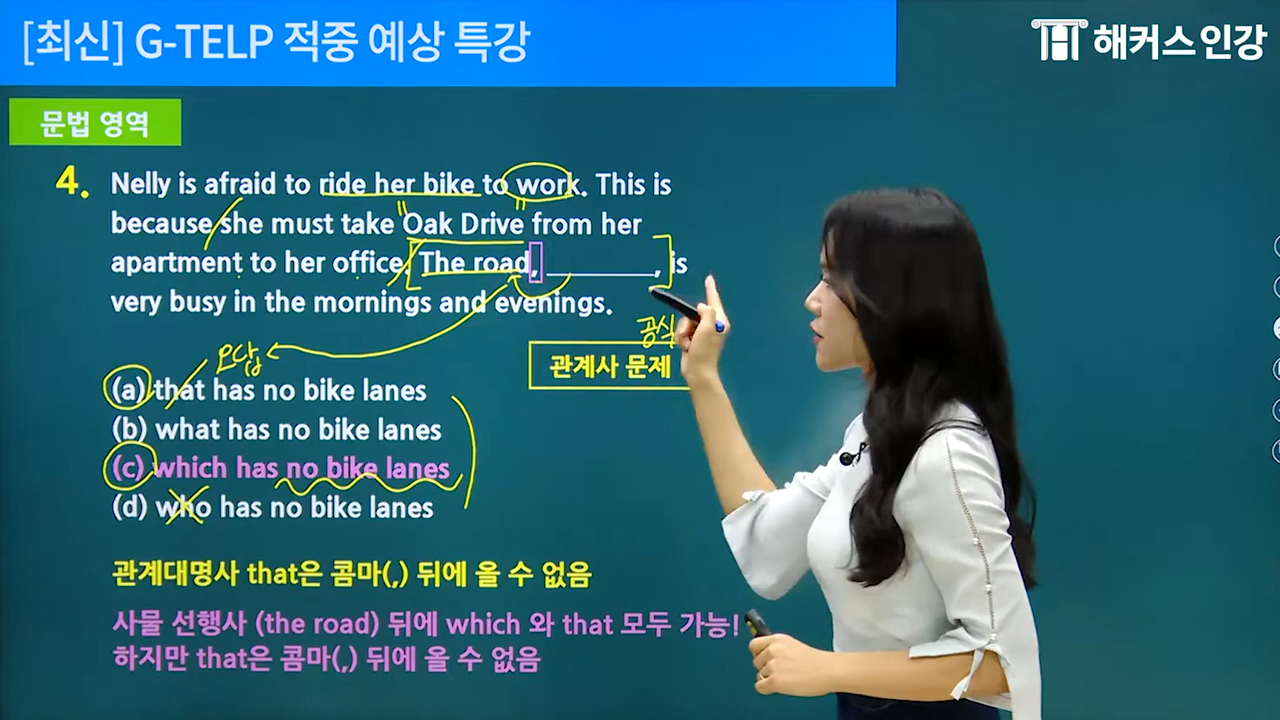 [최신] G-TELP 적중 예상 특강
해커스인강
문법 영역
4. Nelly is afraid to ride her bike to work. This is
because she must take Oak Drive from her
apartment to her office. The road, __________, is
very busy in the mornings and evenings.
공식
관계사 문제
오답
(a) that has no bike lanes
(b) what has no bike lanes
(c) which has no bike lanes
(d) who has no bike lanes
관계대명사 that은 콤마(,) 뒤에 올 수 없음
사물 선행사 (the road) 뒤에 which 와 that 모두 가능!
하지만 that은 콤마(,) 뒤에 올 수 없음